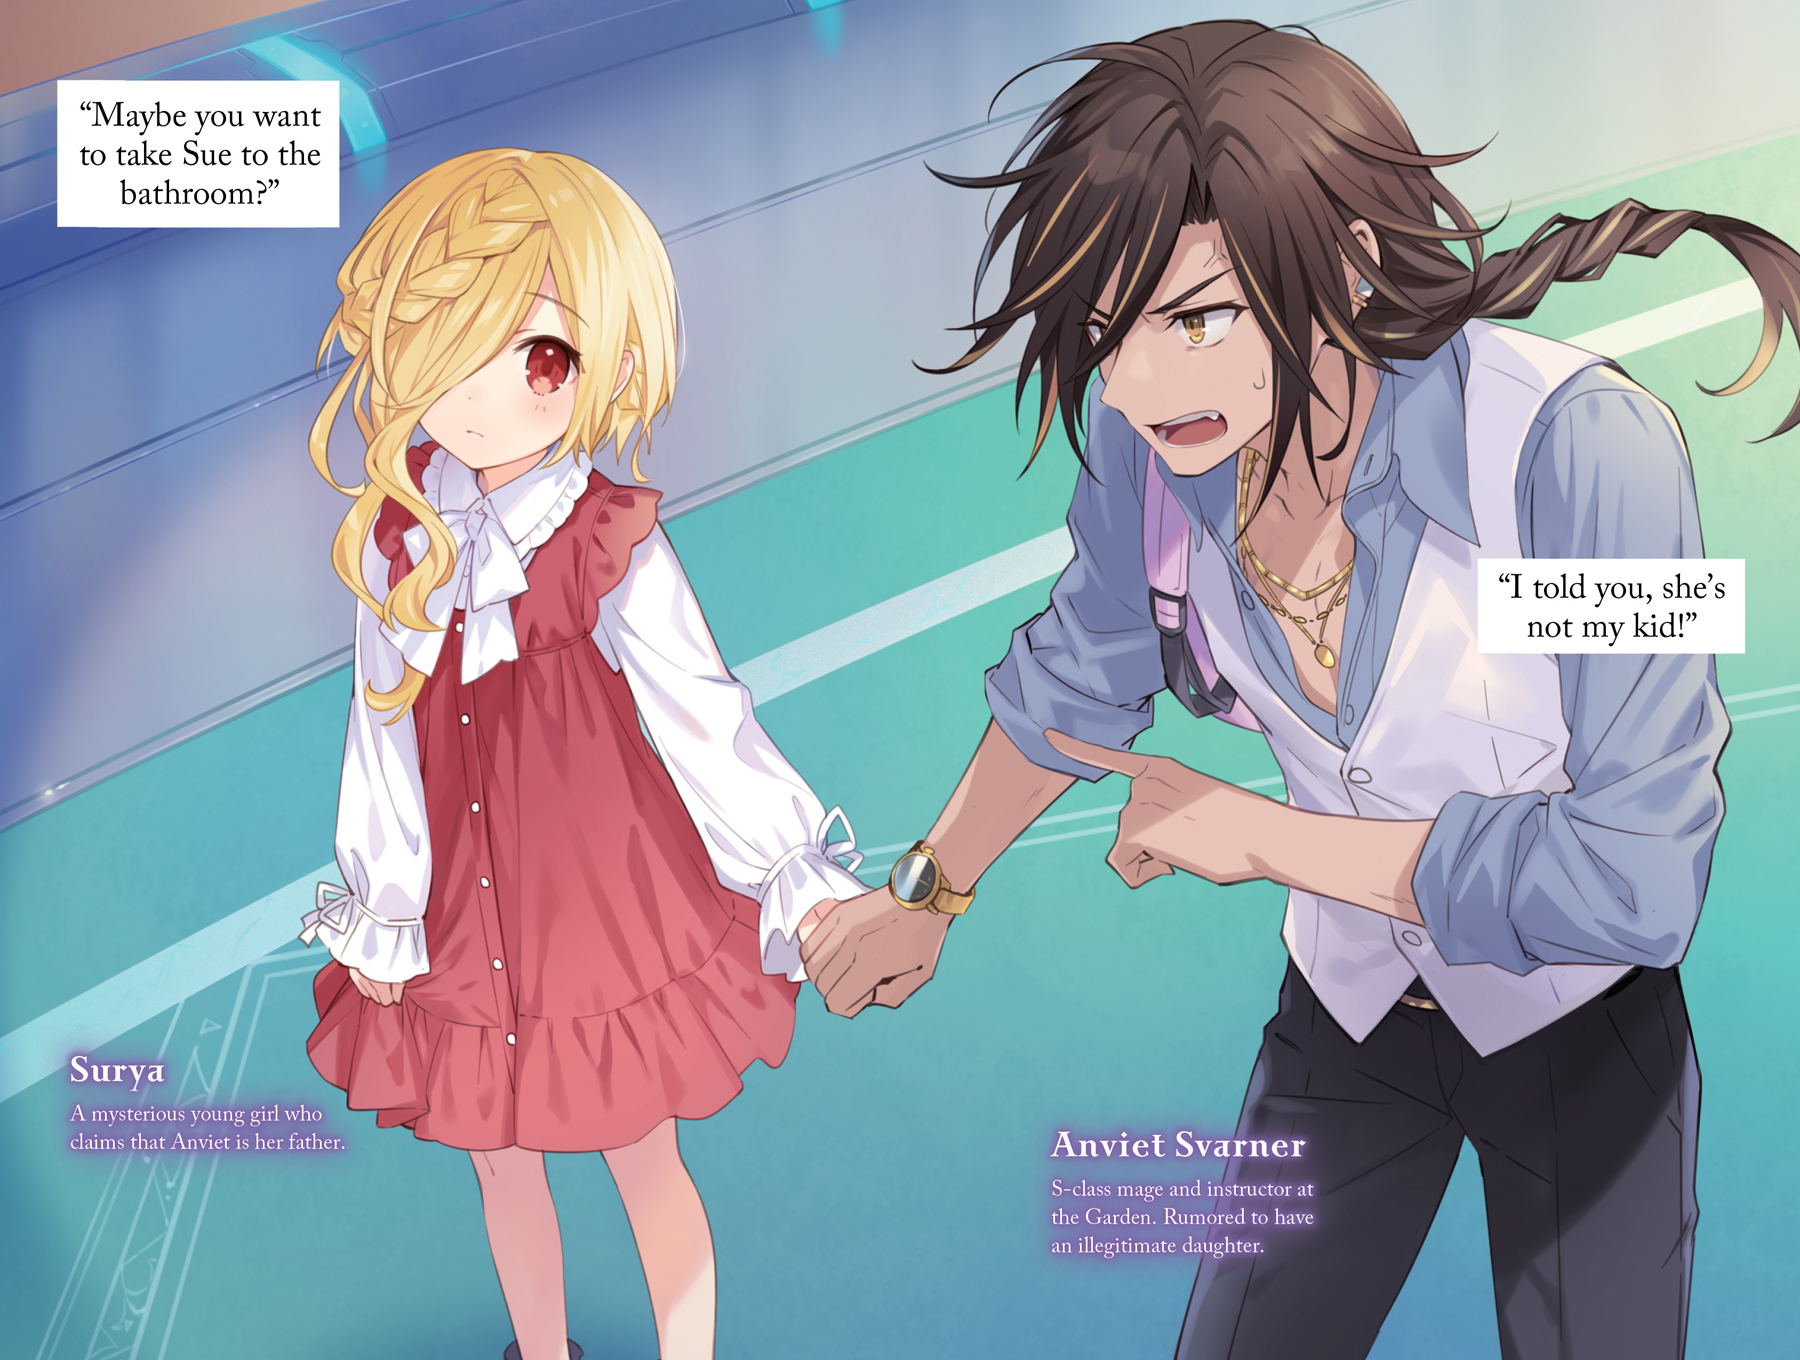 “Maybe you want
to take Sue to the
bathroom?”
“I told you, she’s
not my kid!”
Surya
A mysterious young girl who
claims that Anviet is her father.
Anviet Svarner
S-class mage and instructor at
the Garden. Rumored to have
an illegitimate daughter.